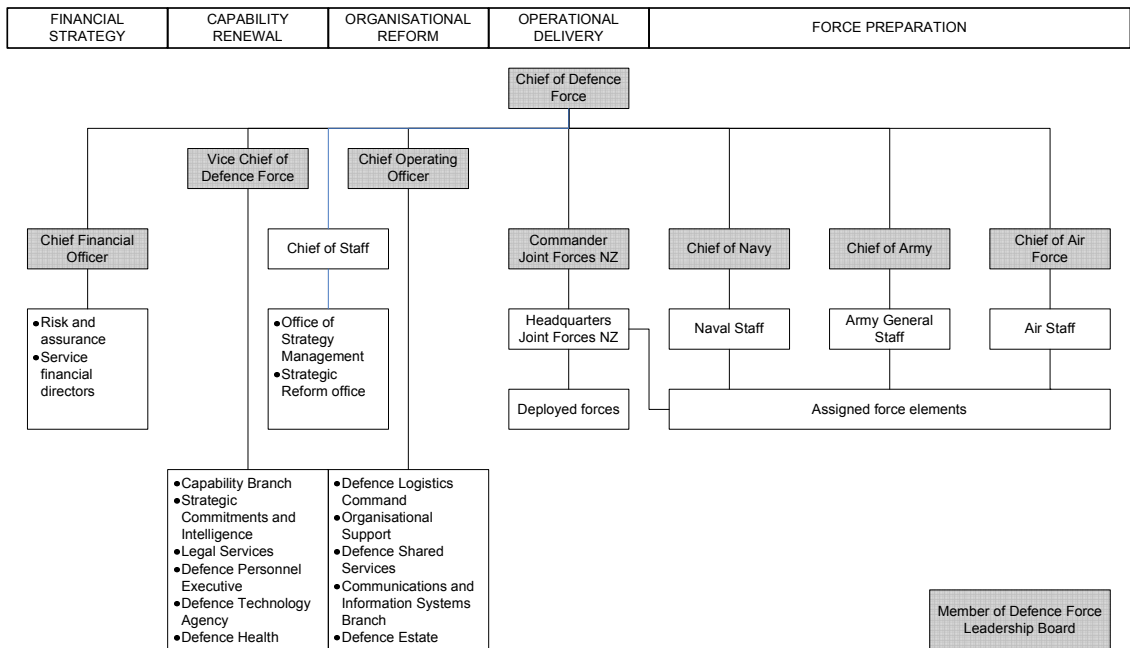 FINANCIAL
STRATEGY
CAPABILITY
RENEWAL
ORGANISATIONAL
REFORM
OPERATIONAL
DELIVERY
FORCE PREPARATION
Chief of Defence
Force
Vice Chief of
Defence Force
Chief Operating
Officer
Chief Financial
Officer
Chief of Staff
Commander
Joint Forces NZ
Chief of Navy
Chief of Army
Chief of Air
Force
●Risk and
assurance
●Service
financial
directors
●Office of
Strategy
Management
●Strategic
Reform office
Headquarters
Joint Forces NZ
Naval Staff
Army General
Staff
Air Staff
Deployed forces
Assigned force elements
●Capability Branch
●Strategic
Commitments and
Intelligence
●Legal Services
●Defence Personnel
Executive
●Defence Technology
Agency
●Defence Health
●Defence Logistics
Command
●Organisational
Support
●Defence Shared
Services
●Communications and
Information Systems
Branch
●Defence Estate
Member of Defence Force
Leadership Board